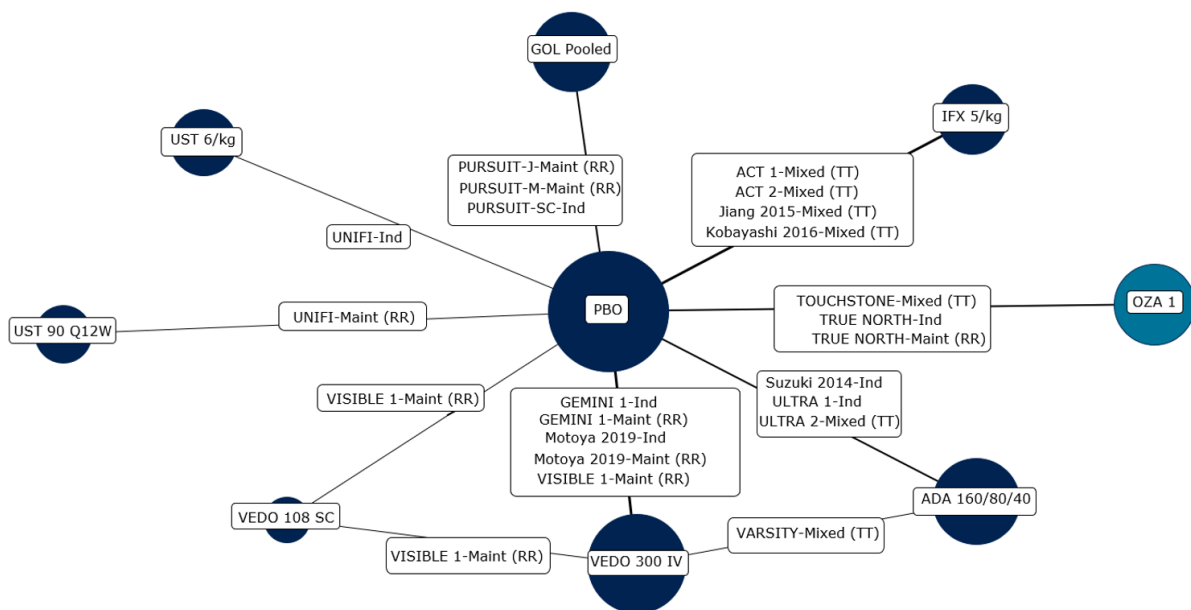 GOL Pooled
IFX 5/kg
UST 6/kg
PURSUIT-J-Maint (RR)
PURSUIT-M-Maint (RR)
PURSUIT-SC-Ind
ACT 1-Mixed (TT)
ACT 2-Mixed (TT)
Jiang 2015-Mixed (TT)
Kobayashi 2016-Mixed (TT)
UNIFI-Ind
PBO
TOUCHSTONE-Mixed (TT)
TRUE NORTH-Ind
TRUE NORTH-Maint (RR)
OZA 1
UST 90 Q12W
UNIFI-Maint (RR)
VISIBLE 1-Maint (RR)
GEMINI 1-Ind
GEMINI 1-Maint (RR)
Motoya 2019-Ind
Motoya 2019-Maint (RR)
VISIBLE 1-Maint (RR)
Suzuki 2014-Ind
ULTRA 1-Ind
ULTRA 2-Mixed (TT)
ADA 160/80/40
VEDO 108 SC
VARSITY-Mixed (TT)
VISIBLE 1-Maint (RR)
VEDO 300 IV